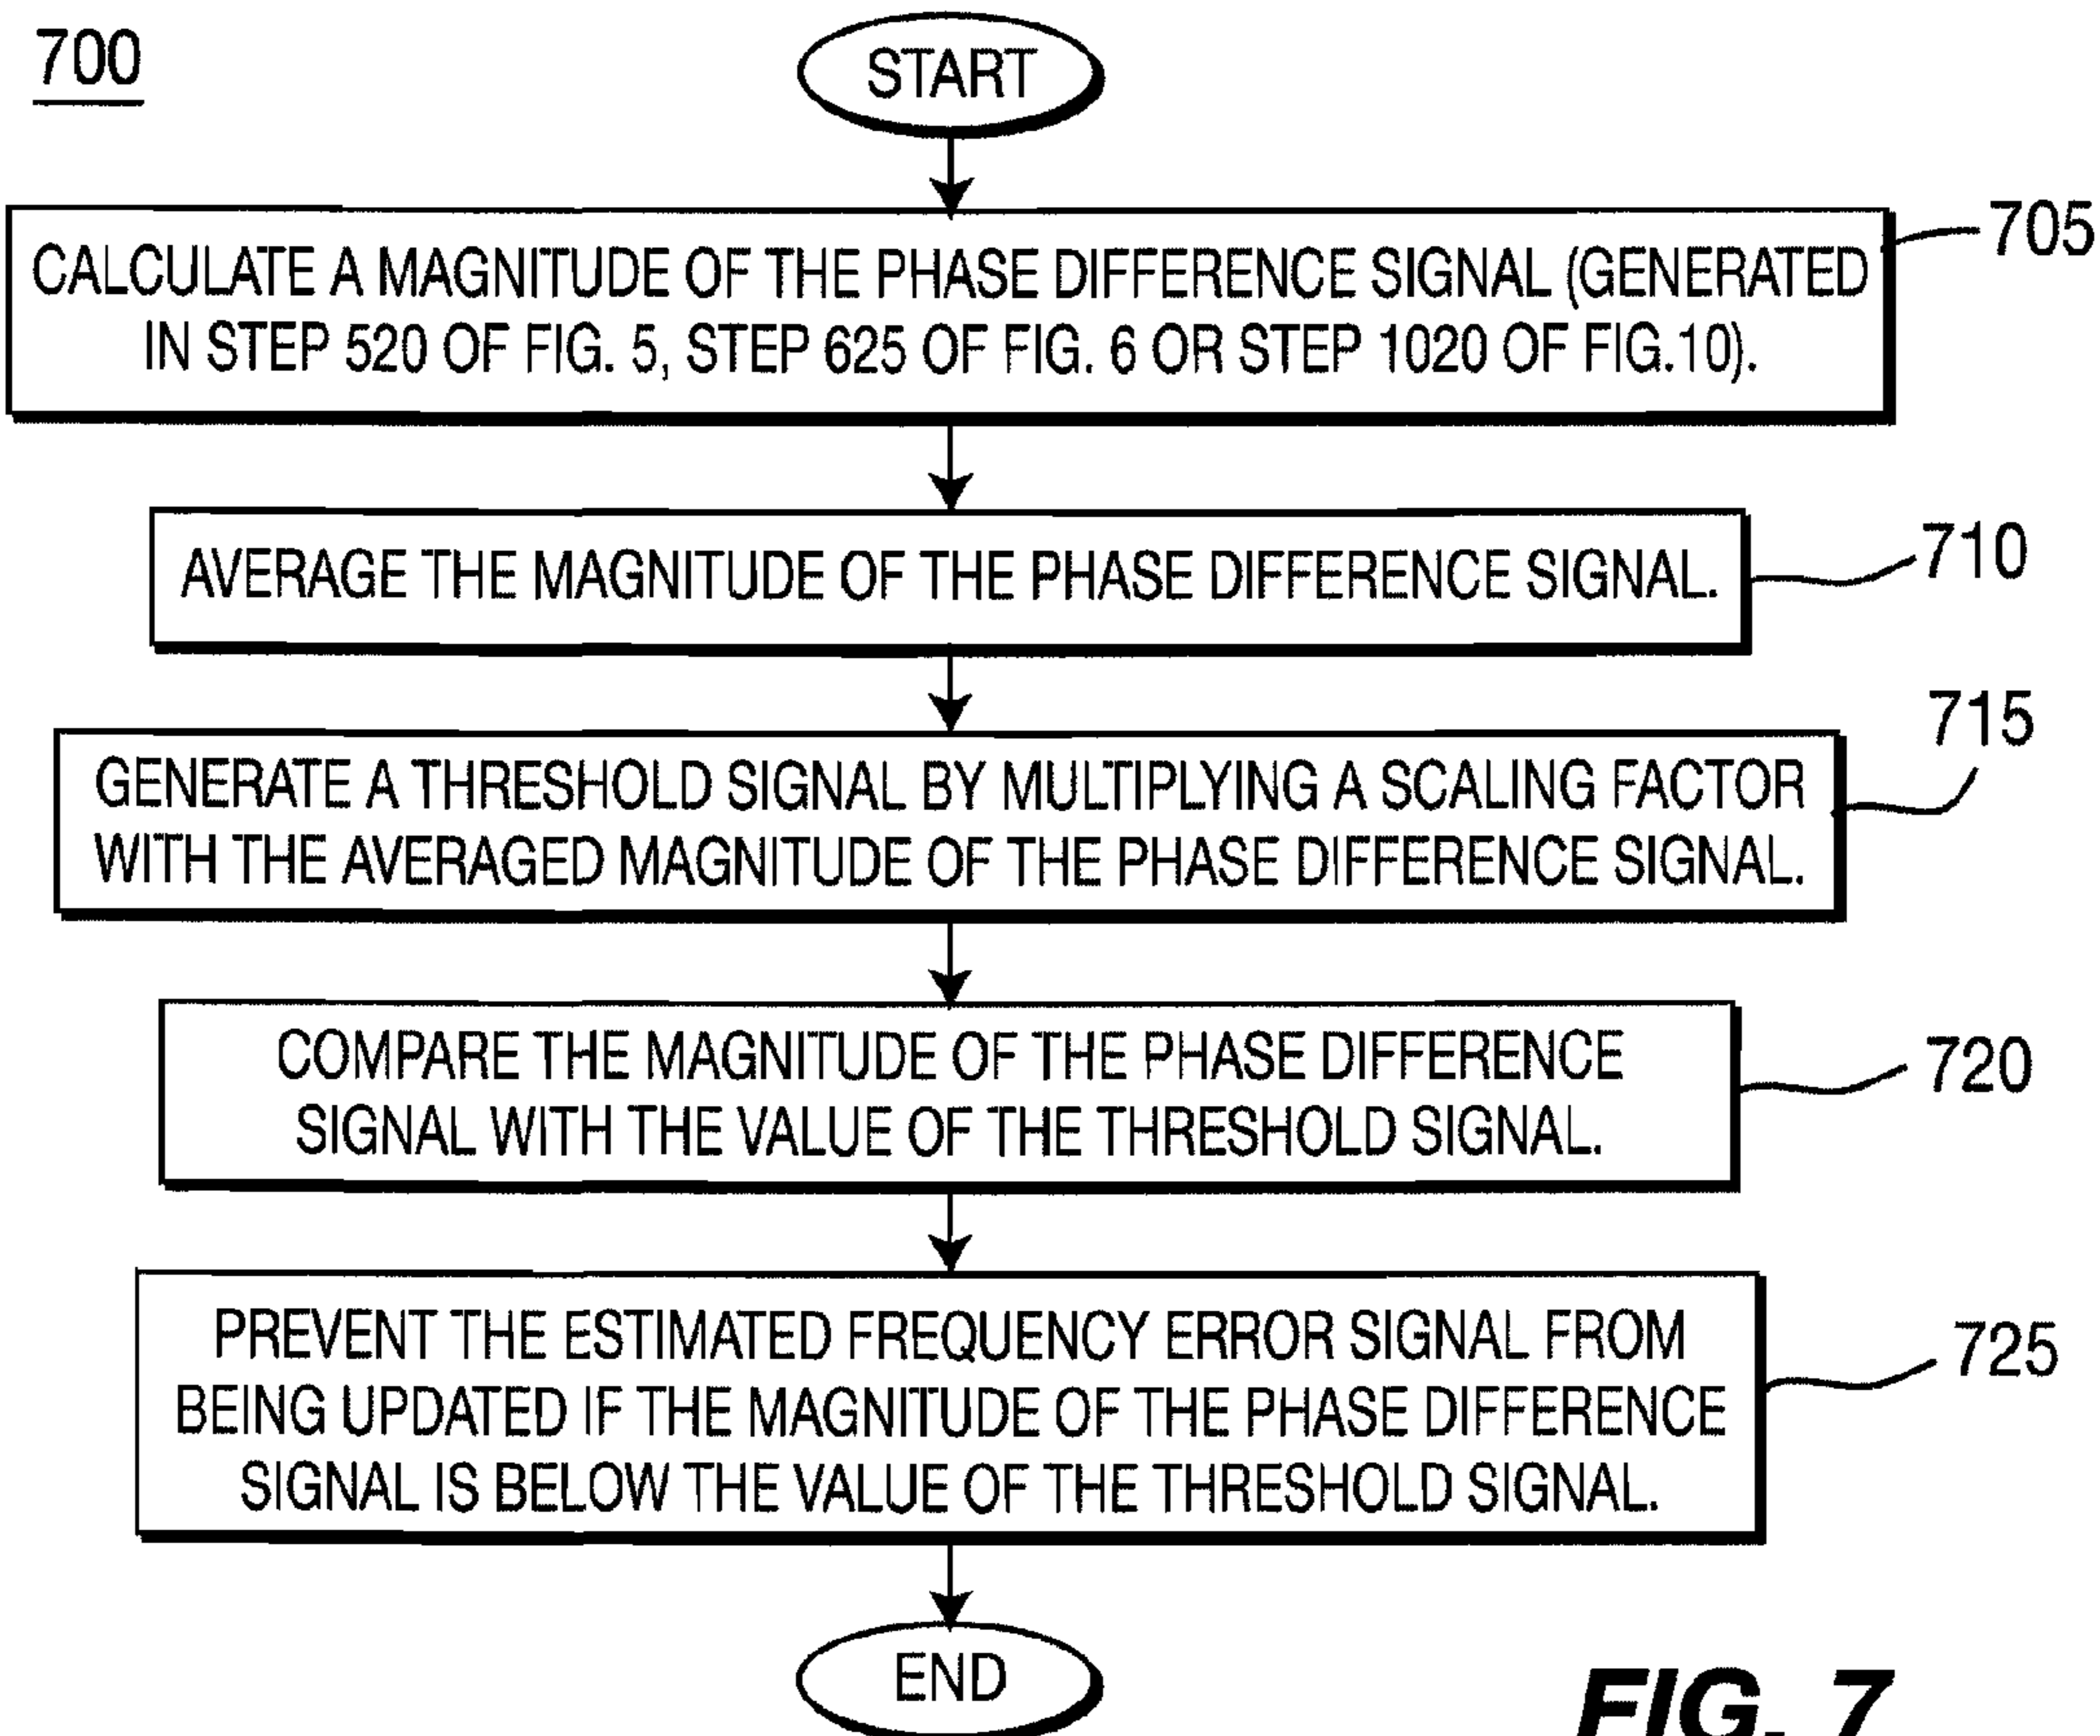 700
START
CALCULATE A MAGNITUDE OF THE PHASE DIFFERENCE SIGNAL (GENERATED
IN STEP 520 OF FIG. 5, STEP 625 OF FIG. 6 OR STEP 1020 OF FIG.10).
705
AVERAGE THE MAGNITUDE OF THE PHASE DIFFERENCE SIGNAL.
710
GENERATE A THRESHOLD SIGNAL BY MULTIPLYING A SCALING FACTOR
WITH THE AVERAGED MAGNITUDE OF THE PHASE DIFFERENCE SIGNAL.
715
COMPARE THE MAGNITUDE OF THE PHASE DIFFERENCE
SIGNAL WITH THE VALUE OF THE THRESHOLD SIGNAL.
720
PREVENT THE ESTIMATED FREQUENCY ERROR SIGNAL FROM
BEING UPDATED IF THE MAGNITUDE OF THE PHASE DIFFERENCE
SIGNAL IS BELOW THE VALUE OF THE THRESHOLD SIGNAL.
725
END
FIG. 7